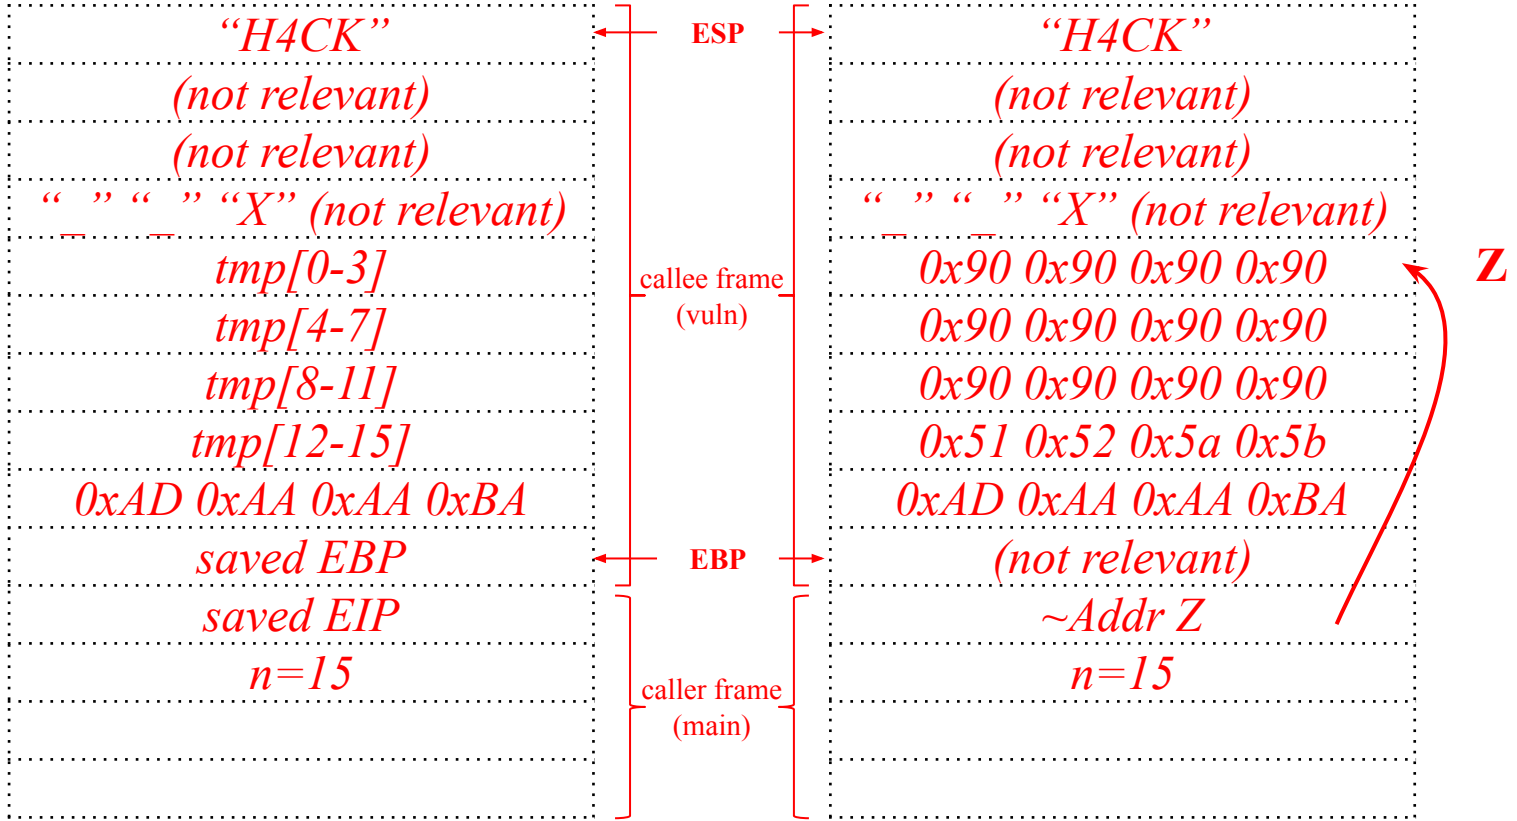 “H4CK” ESP “H4CK”
(not relevant) (not relevant)
(not relevant) (not relevant)
“_” “_” “X” (not relevant) “_” “_” “X” (not relevant)
tmp[0-3] callee frame 0x90 0x90 0x90 0x90 Z
tmp[4-7] (vuln) 0x90 0x90 0x90 0x90
tmp[8-11] 0x90 0x90 0x90 0x90
tmp[12-15] 0x51 0x52 0x5a 0x5b
0xAD 0xAA 0xAA 0xBA 0xAD 0xAA 0xAA 0xBA
saved EBP EBP (not relevant)
saved EIP ~Addr Z
n=15 caller frame n=15
(main)